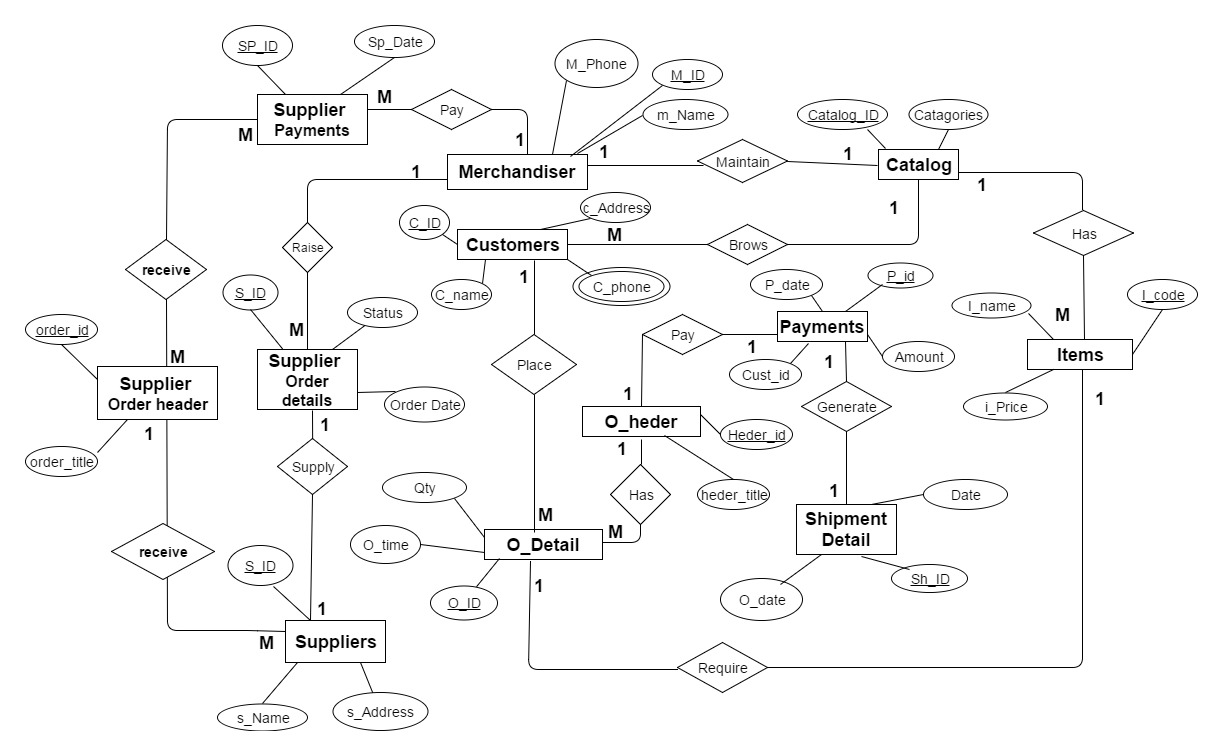 SP_ID
Sp_Date
M_Phone
M_ID
m_Name
Supplier
Payments
M
Pay
M
1
1
Merchandiser
Maintain
1
Catalog_ID
Catagories
Catalog
1
1
1
Raise
C_ID
c_Address
Customers
M
Brows
1
C_name
C_phone
Has
receive
S_ID
Status
M
P_date
P_id
Payments
I_name
I_code
M
Items
order_id
M
Supplier
Order header
1
order_title
Supplier
Order
details
Order Date
1
Place
Pay
1
Cust_id
1
Amount
i_Price
1
1
O_heder
1
Heder_id
Generate
Supply
Has
heder_title
Qty
M
M
1
Date
Shipment
Detail
O_time
O_Detail
receive
S_ID
O_ID
1
O_date
Sh_ID
1
M
Suppliers
Require
s_Name
s_Address